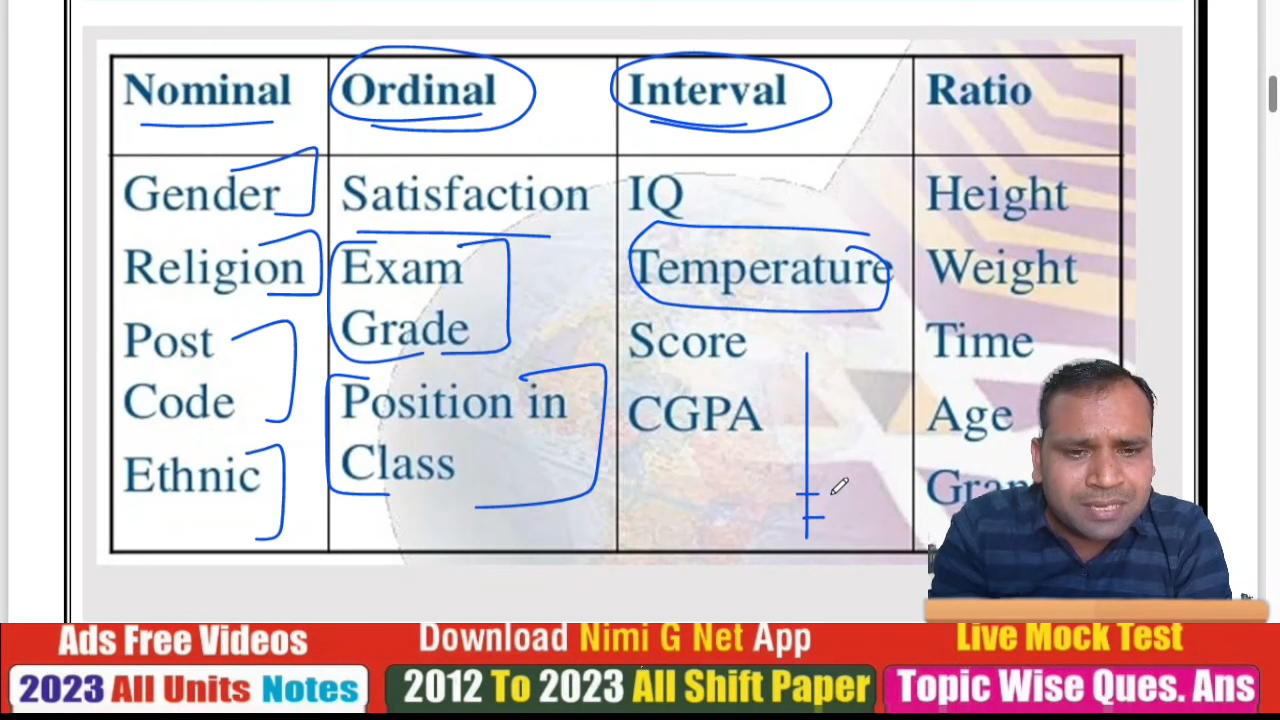 Nominal Ordinal Interval Ratio
Gender Satisfaction IQ Height
Religion Exam Temperature Weight
Post Grade Score Time
Code Position in CGPA Age
Ethnic Class
Ads Free Videos Download Nimi G Net App Live Mock Test
2023 All Units Notes 2012 To 2023 All Shift Paper Topic Wise Ques. Ans